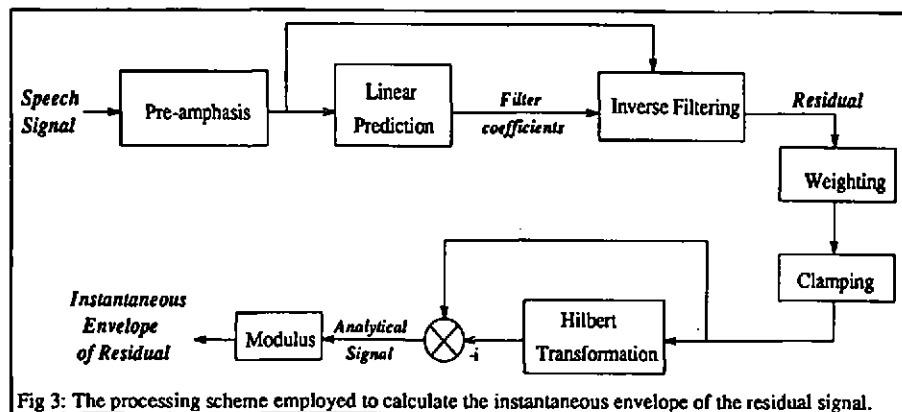 Speech
Signal
Pre-amphasis
Linear
Prediction
Filter
coefficients
Inverse Filtering
Residual
Weighting
Clamping
Hilbert
Transformation
-i
Analytical
Signal
Modulus
Instantaneous
Envelope
of Residual
Fig 3: The processing scheme employed to calculate the instantaneous envelope of the residual signal.